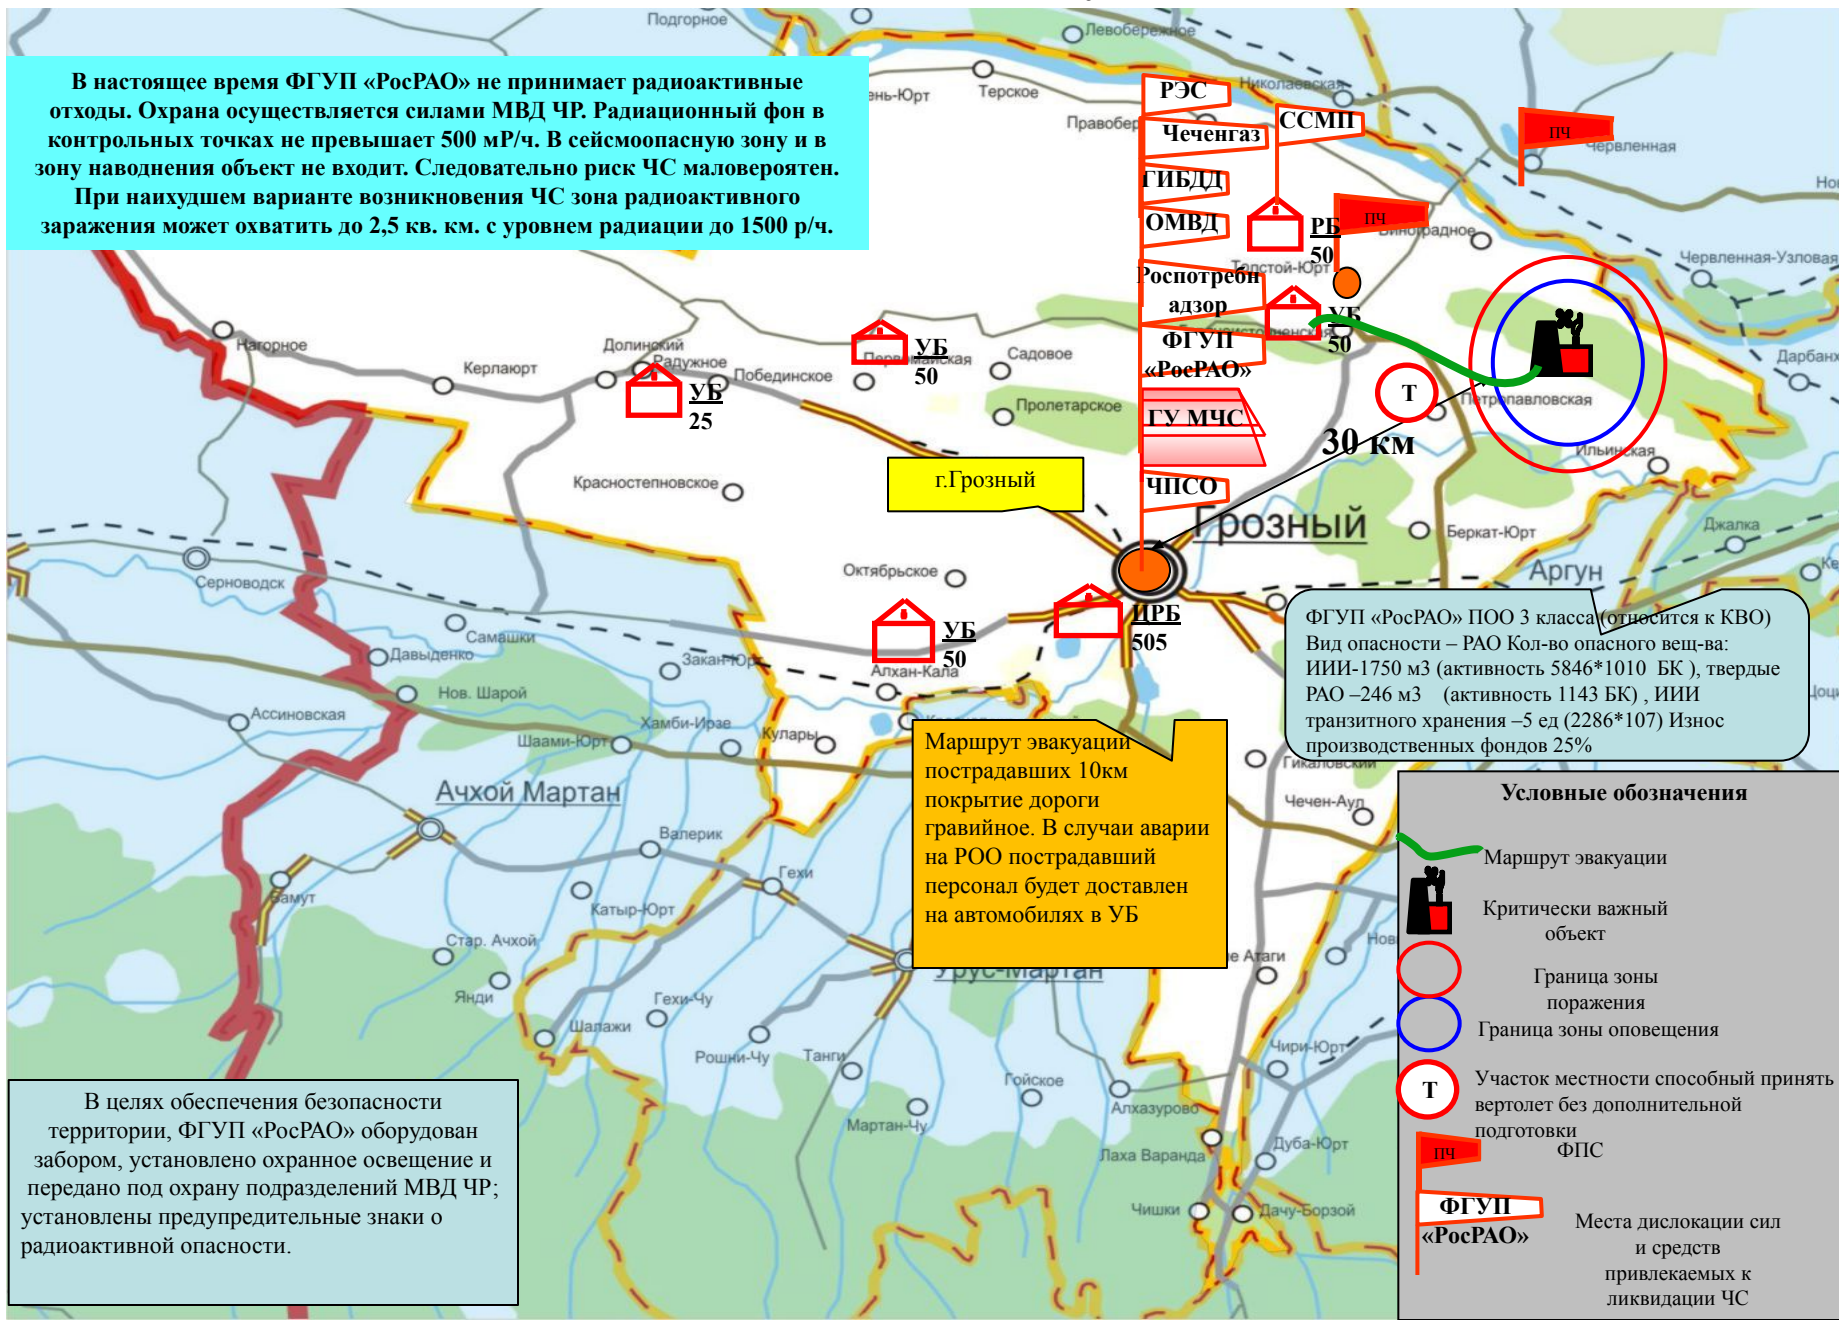 Подгорное
Левобережное
В настоящее время ФГУП «РосРАО» не принимает радиоактивные
отходы. Охрана осуществляется силами МВД ЧР. Радиационный фон в
контрольных точках не превышает 500 мР/ч. В сейсмоопасную зону и в
зону наводнения объект не входит. Следовательно риск ЧС маловероятен.
При наихудшем варианте возникновения ЧС зона радиоактивного
заражения может охватить до 2,5 кв. км. с уровнем радиации до 1500 р/ч.
ень-Юрт
Терское
Правобер
Николаевская
Червленная
Но
РЭС
Чеченгаз
ССМП
ГИБДД
ОМВД
Роспотребн
адзор
ФГУП
«РосРАО»
ГУ МЧС
ЧПСО
ПЧ
ПЧ
РБ
50
Виноградное
Толстой-Юрт
Червленная-Узловая
УБ
50
Дарбанх
Нагорное
Керлаюрт
Долинский
Радужное
Побединское
УБ
25
УБ
50
Первомайская
Садовое
Пролетарское
Т
Петропавловская
30 км
Ильинская
Красностепновское
г.Грозный
Грозный
Беркат-Юрт
Джалка
Аргун
Серноводск
Октябрьское
ЦРБ
505
УБ
50
Алхан-Кала
Самашки
Давыденко
Закан-Юрт
Нов. Шарой
Ассиновская
Хамби-Ирзе
Шаами-Юрт
Кулары
ФГУП «РосРАО» ПОО 3 класса (относится к КВО)
Вид опасности – РАО Кол-во опасного вещ-ва:
ИИИ-1750 м3 (активность 5846*1010 БК ), твердые
РАО –246 м3 (активность 1143 БК) , ИИИ
транзитного хранения –5 ед (2286*107) Износ
производственных фондов 25%
Гикаловский
Чечен-Аул
Маршрут эвакуации
пострадавших 10км
покрытие дороги
гравийное. В случаи аварии
на РОО пострадавший
персонал будет доставлен
на автомобилях в УБ
Ачхой Мартан
Валерик
Гехи
Бамут
Катыр-Юрт
Стар. Ачхой
Янди
Гехи-Чу
Урус-Мартан
е Атаги
Шалажи
Рошни-Чу
Танги
Гойское
Мартан-Чу
Чири-Юрт
Алхазурово
Лаха Варанда
Дуба-Юрт
Чишки
Дачу-Борзой
В целях обеспечения безопасности
территории, ФГУП «РосРАО» оборудован
забором, установлено охранное освещение и
передано под охрану подразделений МВД ЧР;
установлены предупредительные знаки о
радиоактивной опасности.
Условные обозначения
Маршрут эвакуации
Критически важный
объект
Граница зоны
поражения
Граница зоны оповещения
Т
Участок местности способный принять
вертолет без дополнительной
подготовки
ПЧ
ФПС
ФГУП
«РосРАО»
Места дислокации сил
и средств
привлекаемых к
ликвидации ЧС